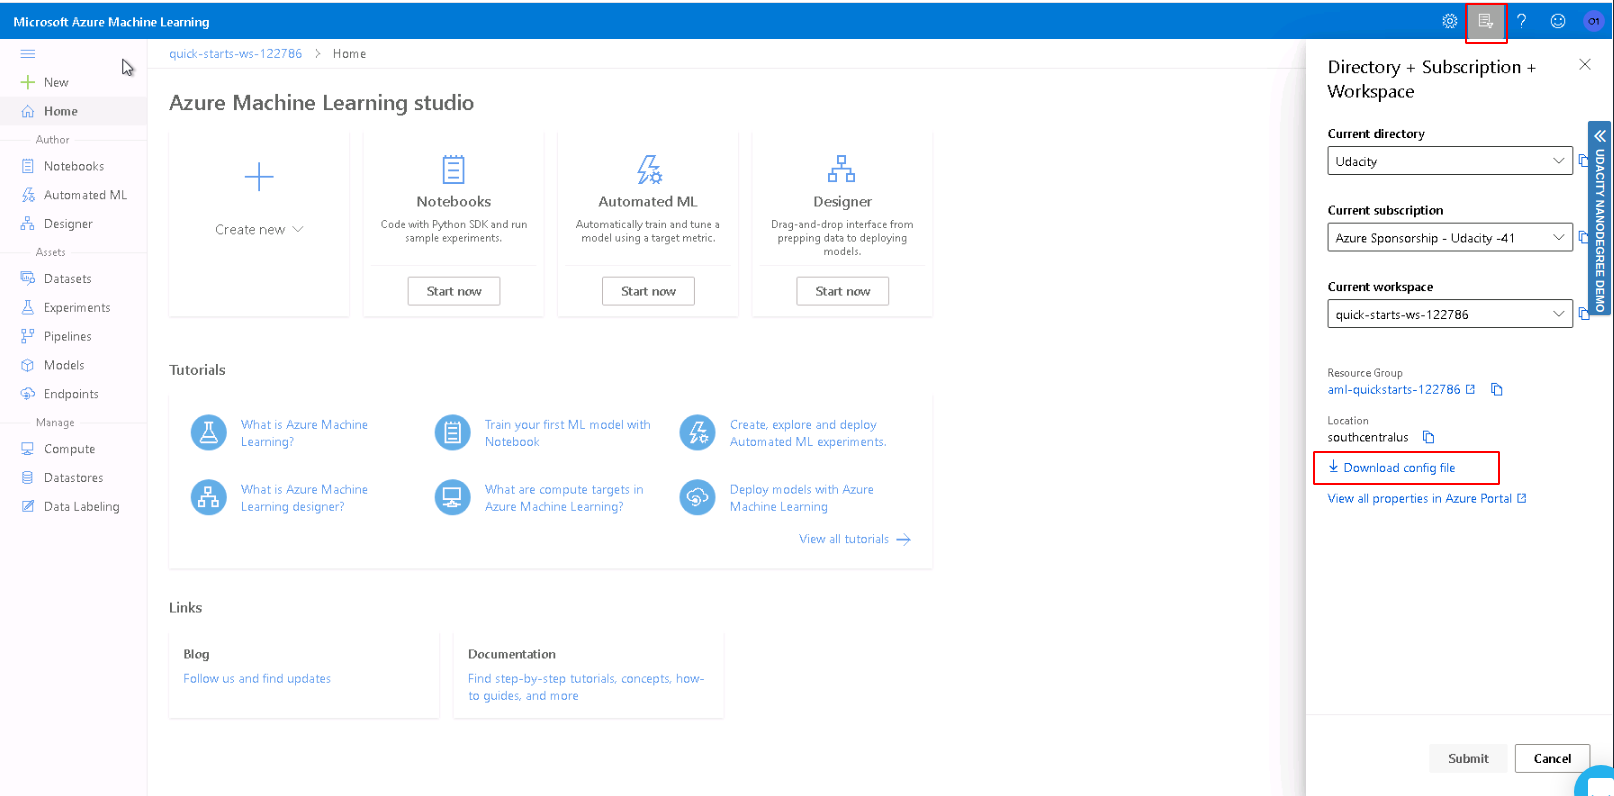 Microsoft Azure Machine Learning
?
O1
New
Home
Author
Notebooks
Automated ML
Designer
Assets
Datasets
Experiments
Pipelines
Models
Endpoints
Manage
Compute
Datastores
Data Labeling
quick-starts-ws-122786 > Home
Azure Machine Learning studio
Create new
Notebooks
Code with Python SDK and run
sample experiments.
Start now
Automated ML
Automatically train and tune a
model using a target metric.
Start now
Designer
Drag-and-drop interface from
prepping data to deploying
models.
Start now
Tutorials
What is Azure Machine
Learning?
Train your first ML model with
Notebook
Create, explore and deploy
Automated ML experiments.
What is Azure Machine
Learning designer?
What are compute targets in
Azure Machine Learning?
Deploy models with Azure
Machine Learning
View all tutorials
Links
Blog
Follow us and find updates
Documentation
Find step-by-step tutorials, concepts, how-
to guides, and more
Directory + Subscription +
Workspace
Current directory
Udacity
Current subscription
Azure Sponsorship - Udacity -41
Current workspace
quick-starts-ws-122786
Resource Group
aml-quickstarts-122786
Location
southcentralus
Download config file
View all properties in Azure Portal
Submit
Cancel
UDACITY NANODEGREE DEMO